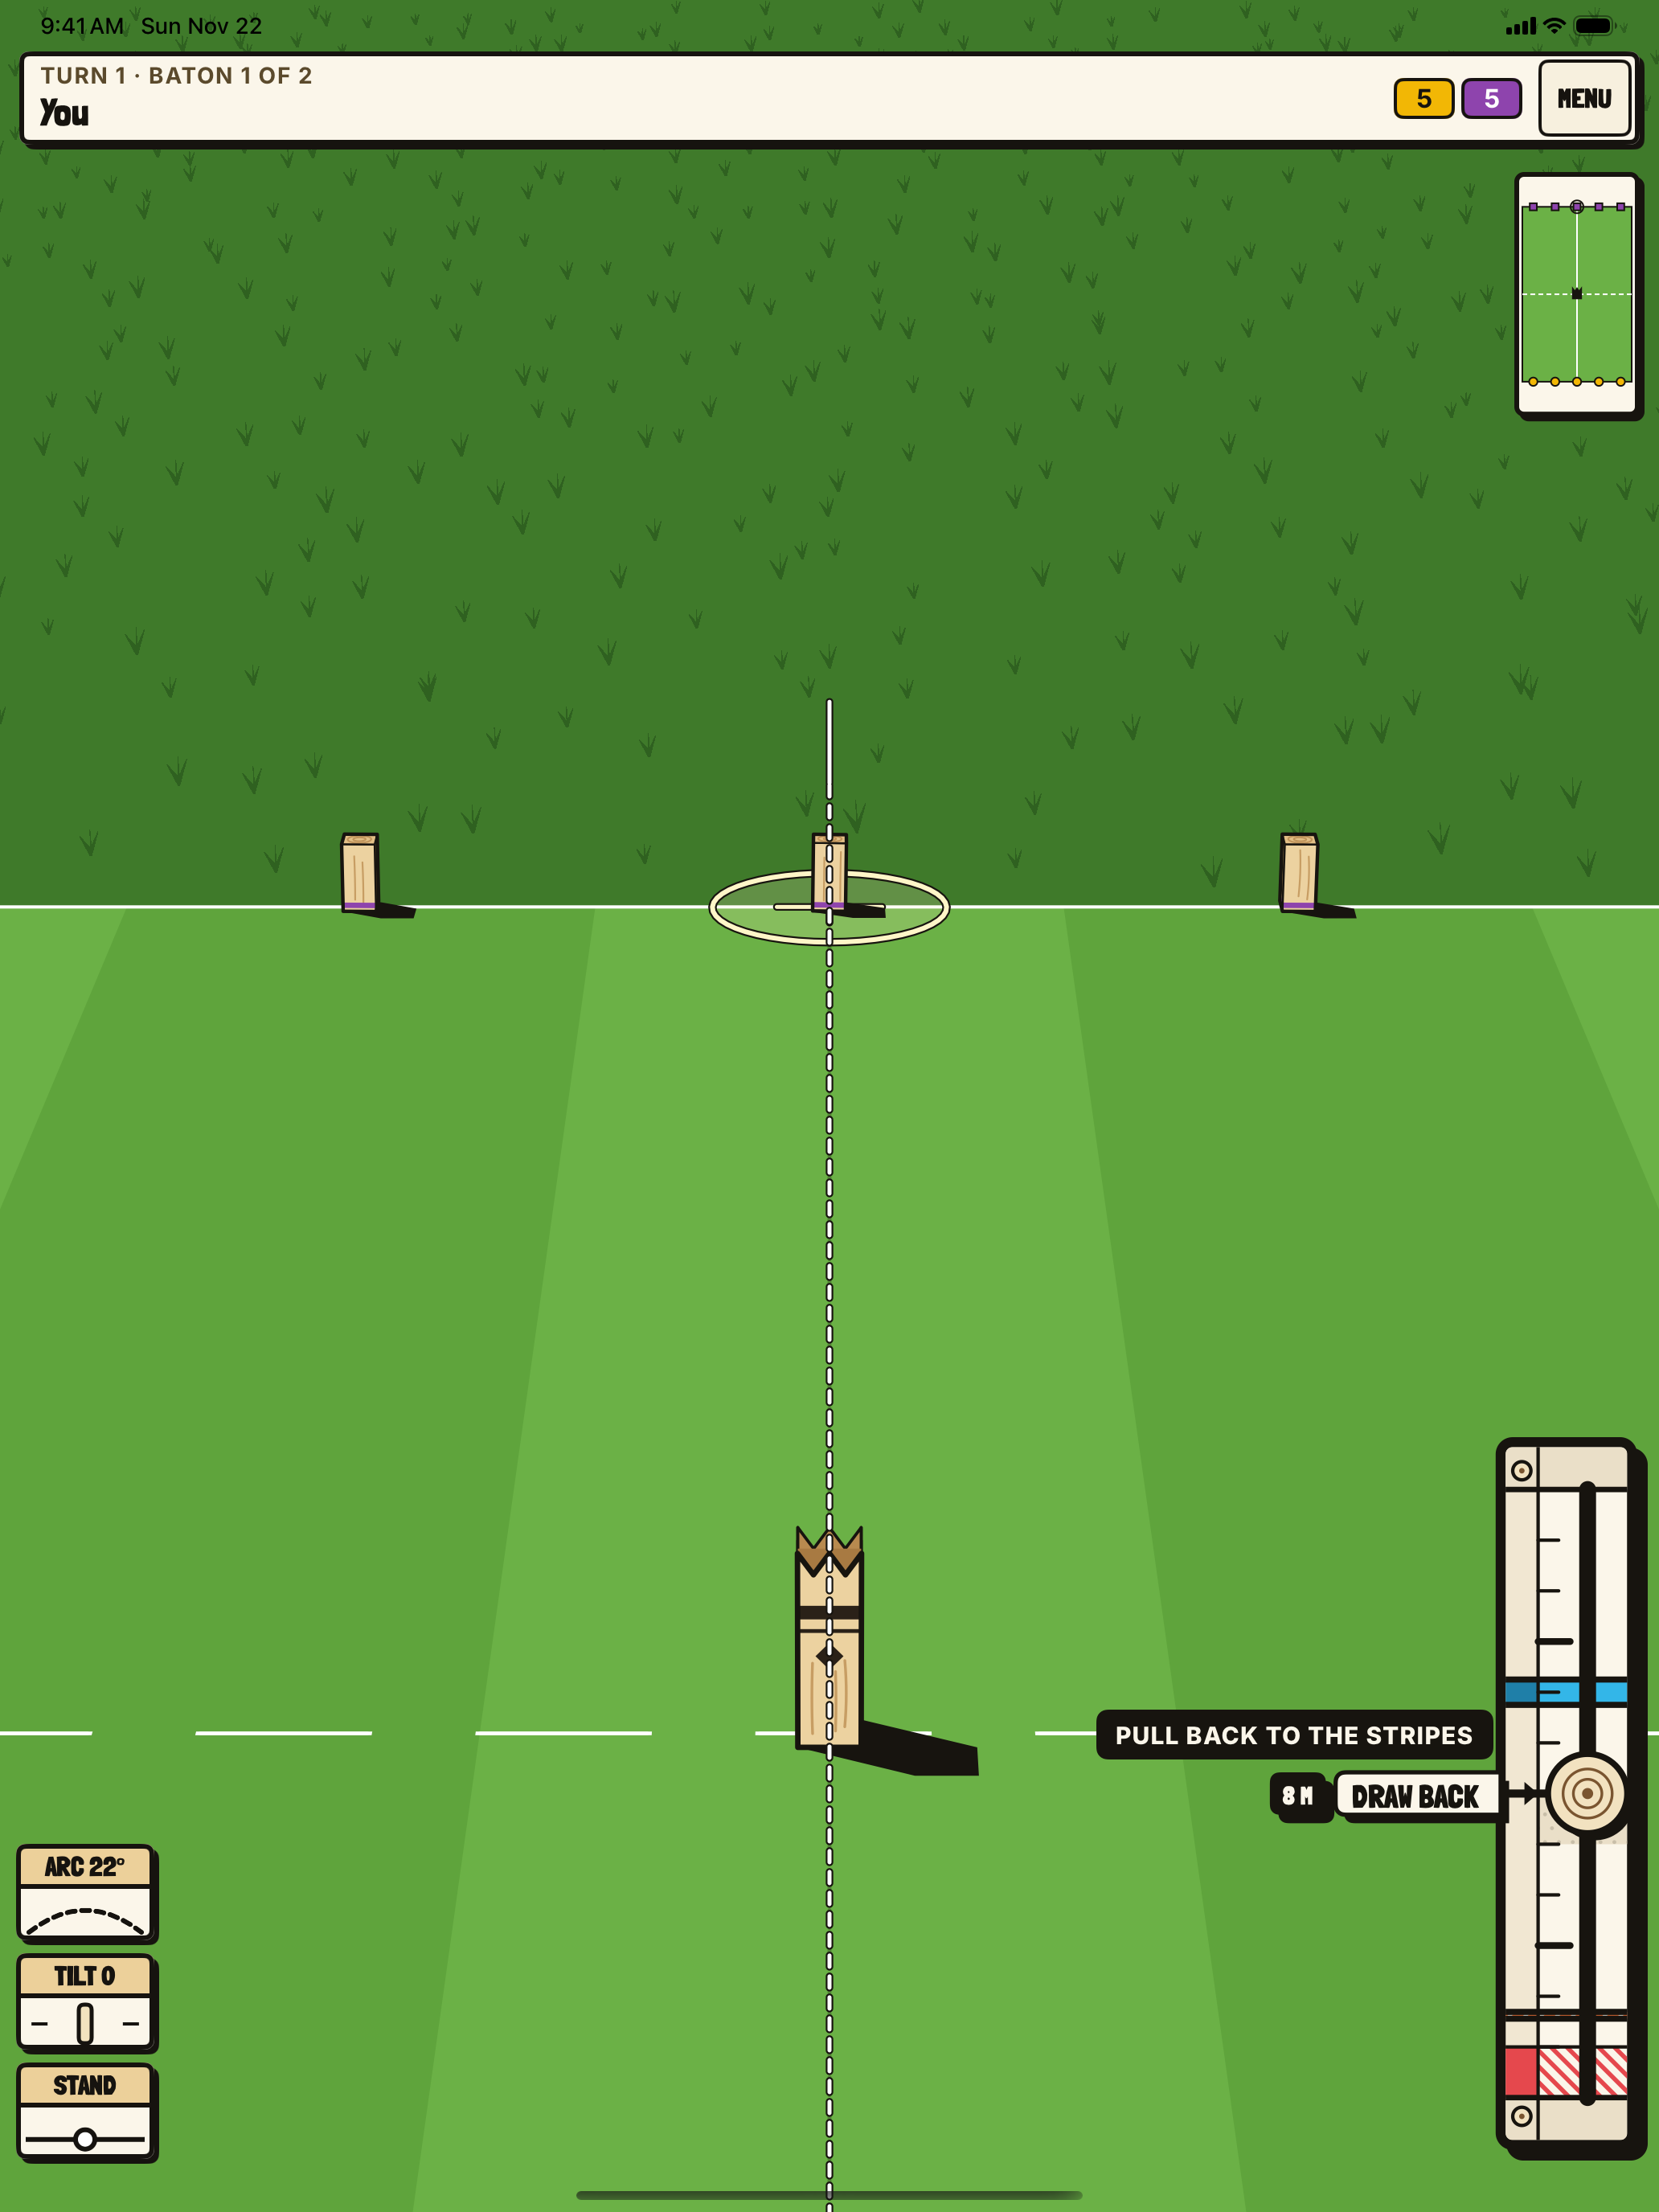 9:41 AM Sun Nov 22
TURN 1 · BATON 1 OF 2
You
5 5 MENU
PULL BACK TO THE STRIPES
8 M DRAW BACK
ARC 22°
TILT 0
STAND